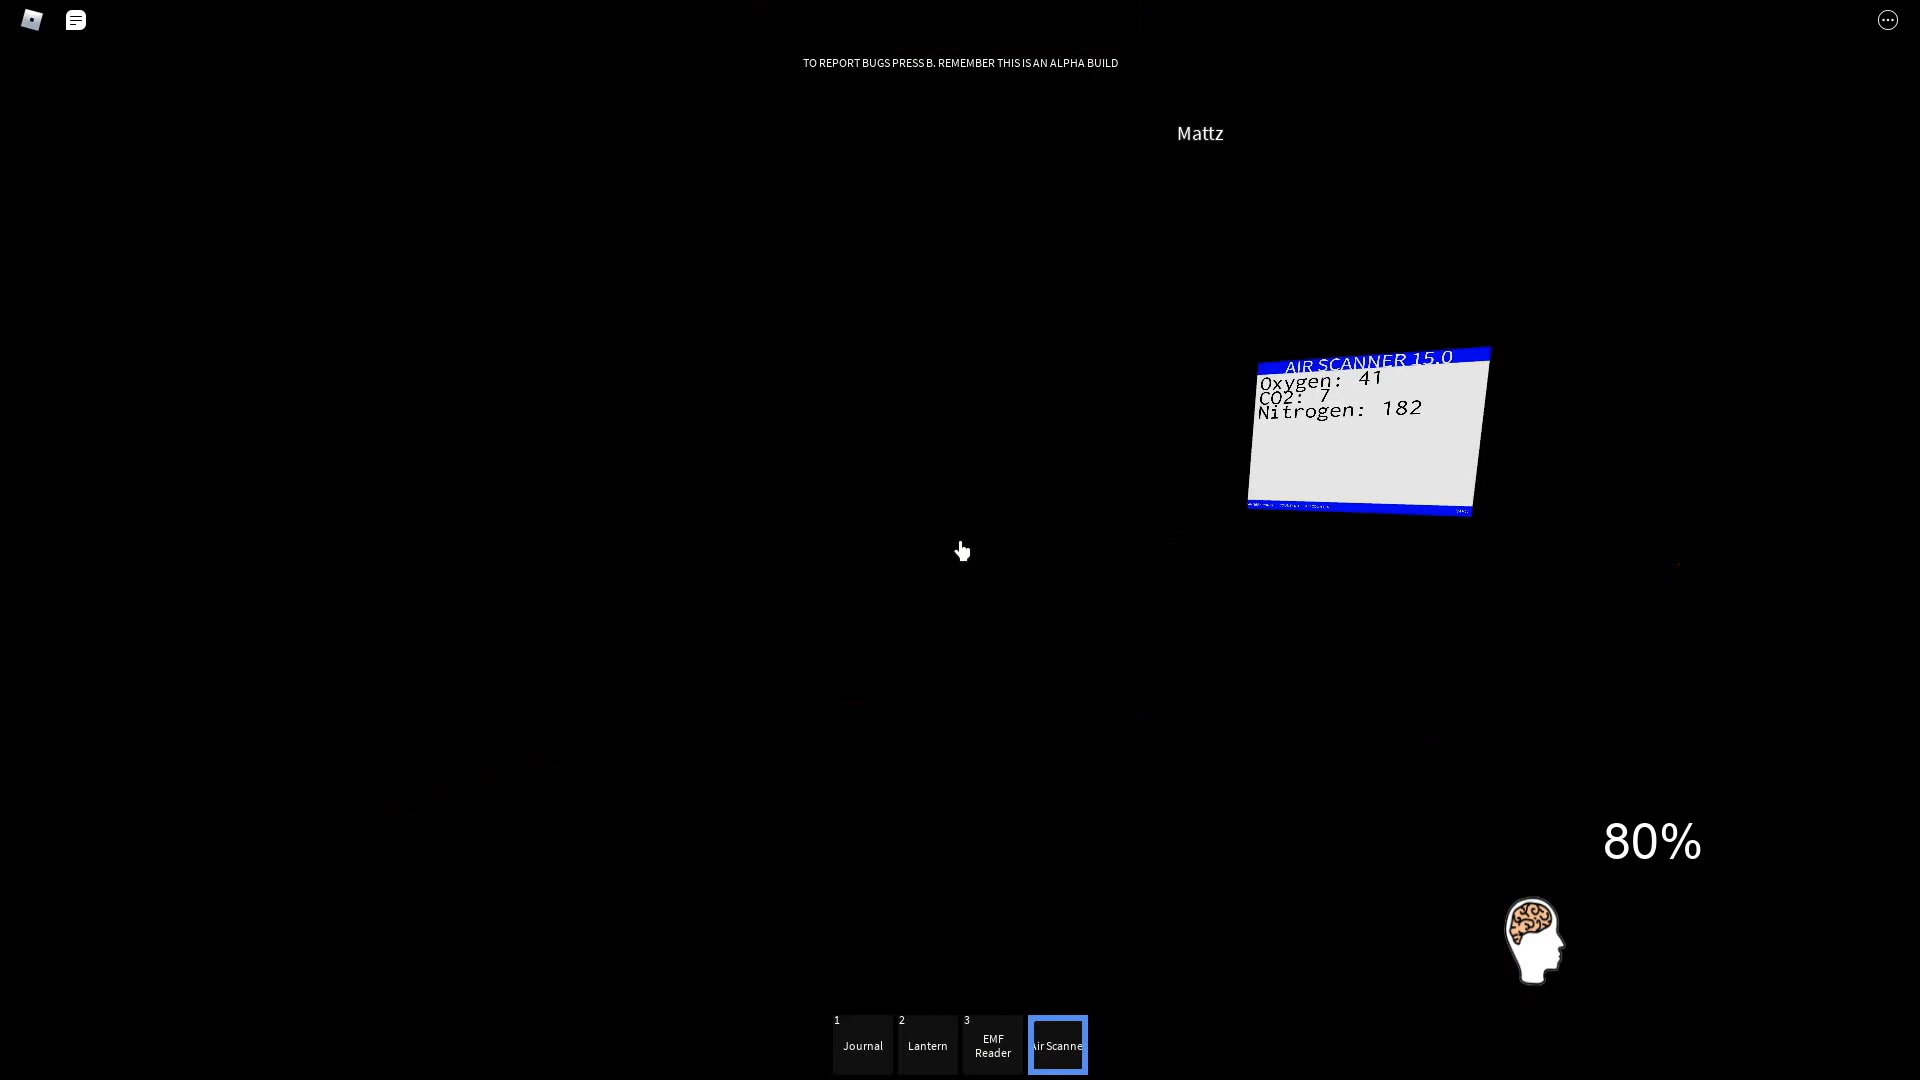 TO REPORT BUGS PRESS B. REMEMBER THIS IS AN ALPHA BUILD
Mattz
AIR SCANNER 15.0
Oxygen: 41
CO2: 7
Nitrogen: 182
80%
1
Journal
2
Lantern
3
EMF
Reader
Air Scanne